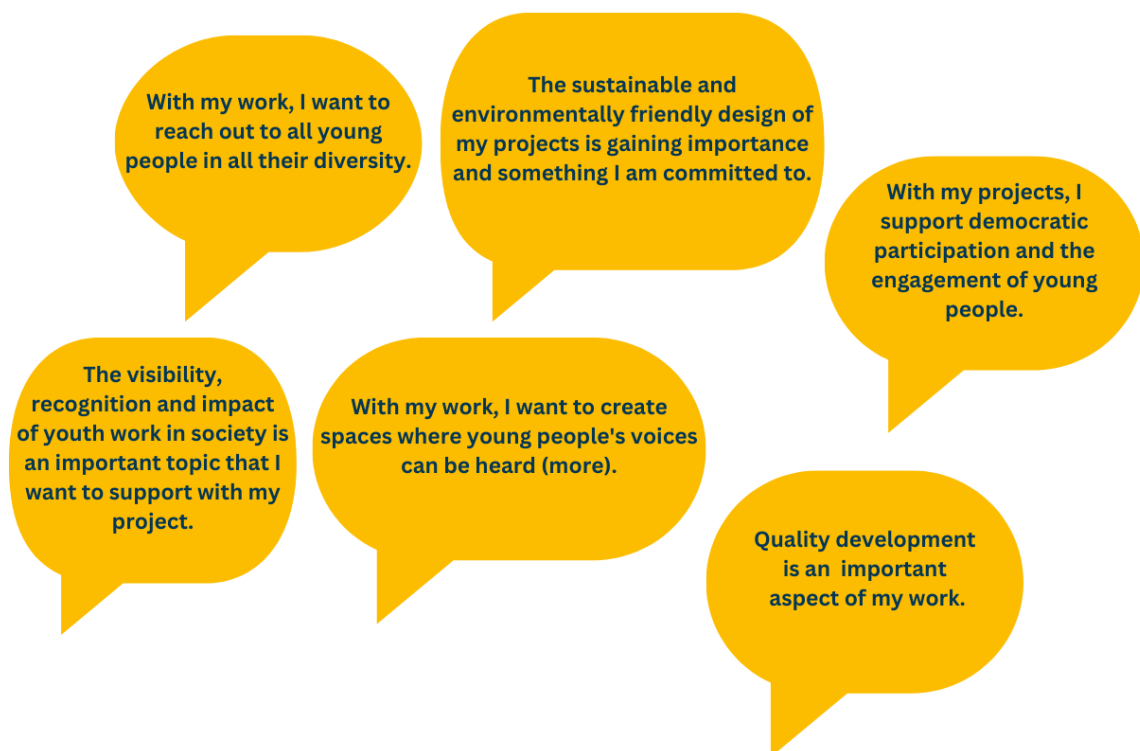 With my work, I want to
reach out to all young
people in all their diversity.
The sustainable and
environmentally friendly design of
my projects is gaining importance
and something I am committed to.
With my projects, I
support democratic
participation and the
engagement of young
people.
The visibility,
recognition and impact
of youth work in society is
an important topic that I
want to support with my
project.
With my work, I want to create
spaces where young people's voices
can be heard (more).
Quality development
is an important
aspect of my work.